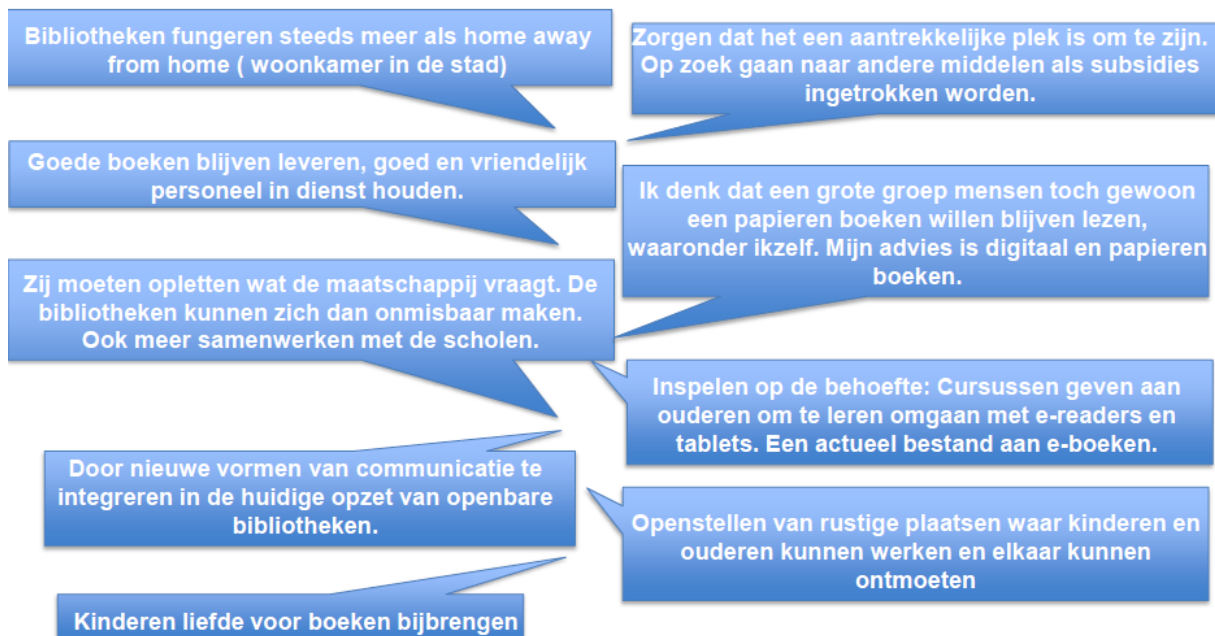 Bibliotheken fungeren steeds meer als home away
from home ( woonkamer in de stad)
Zorgen dat het een aantrekkelijke plek is om te zijn.
Op zoek gaan naar andere middelen als subsidies
ingetrokken worden.
Goede boeken blijven leveren, goed en vriendelijk
personeel in dienst houden.
Ik denk dat een grote groep mensen toch gewoon
een papieren boeken willen blijven lezen,
waaronder ikzelf. Mijn advies is digitaal en papieren
boeken.
Zij moeten opletten wat de maatschappij vraagt. De
bibliotheken kunnen zich dan onmisbaar maken.
Ook meer samenwerken met de scholen.
Inspelen op de behoefte: Cursussen geven aan
ouderen om te leren omgaan met e-readers en
tablets. Een actueel bestand aan e-boeken.
Door nieuwe vormen van communicatie te
integreren in de huidige opzet van openbare
bibliotheken.
Openstellen van rustige plaatsen waar kinderen en
ouderen kunnen werken en elkaar kunnen
ontmoeten
Kinderen liefde voor boeken bijbrengen